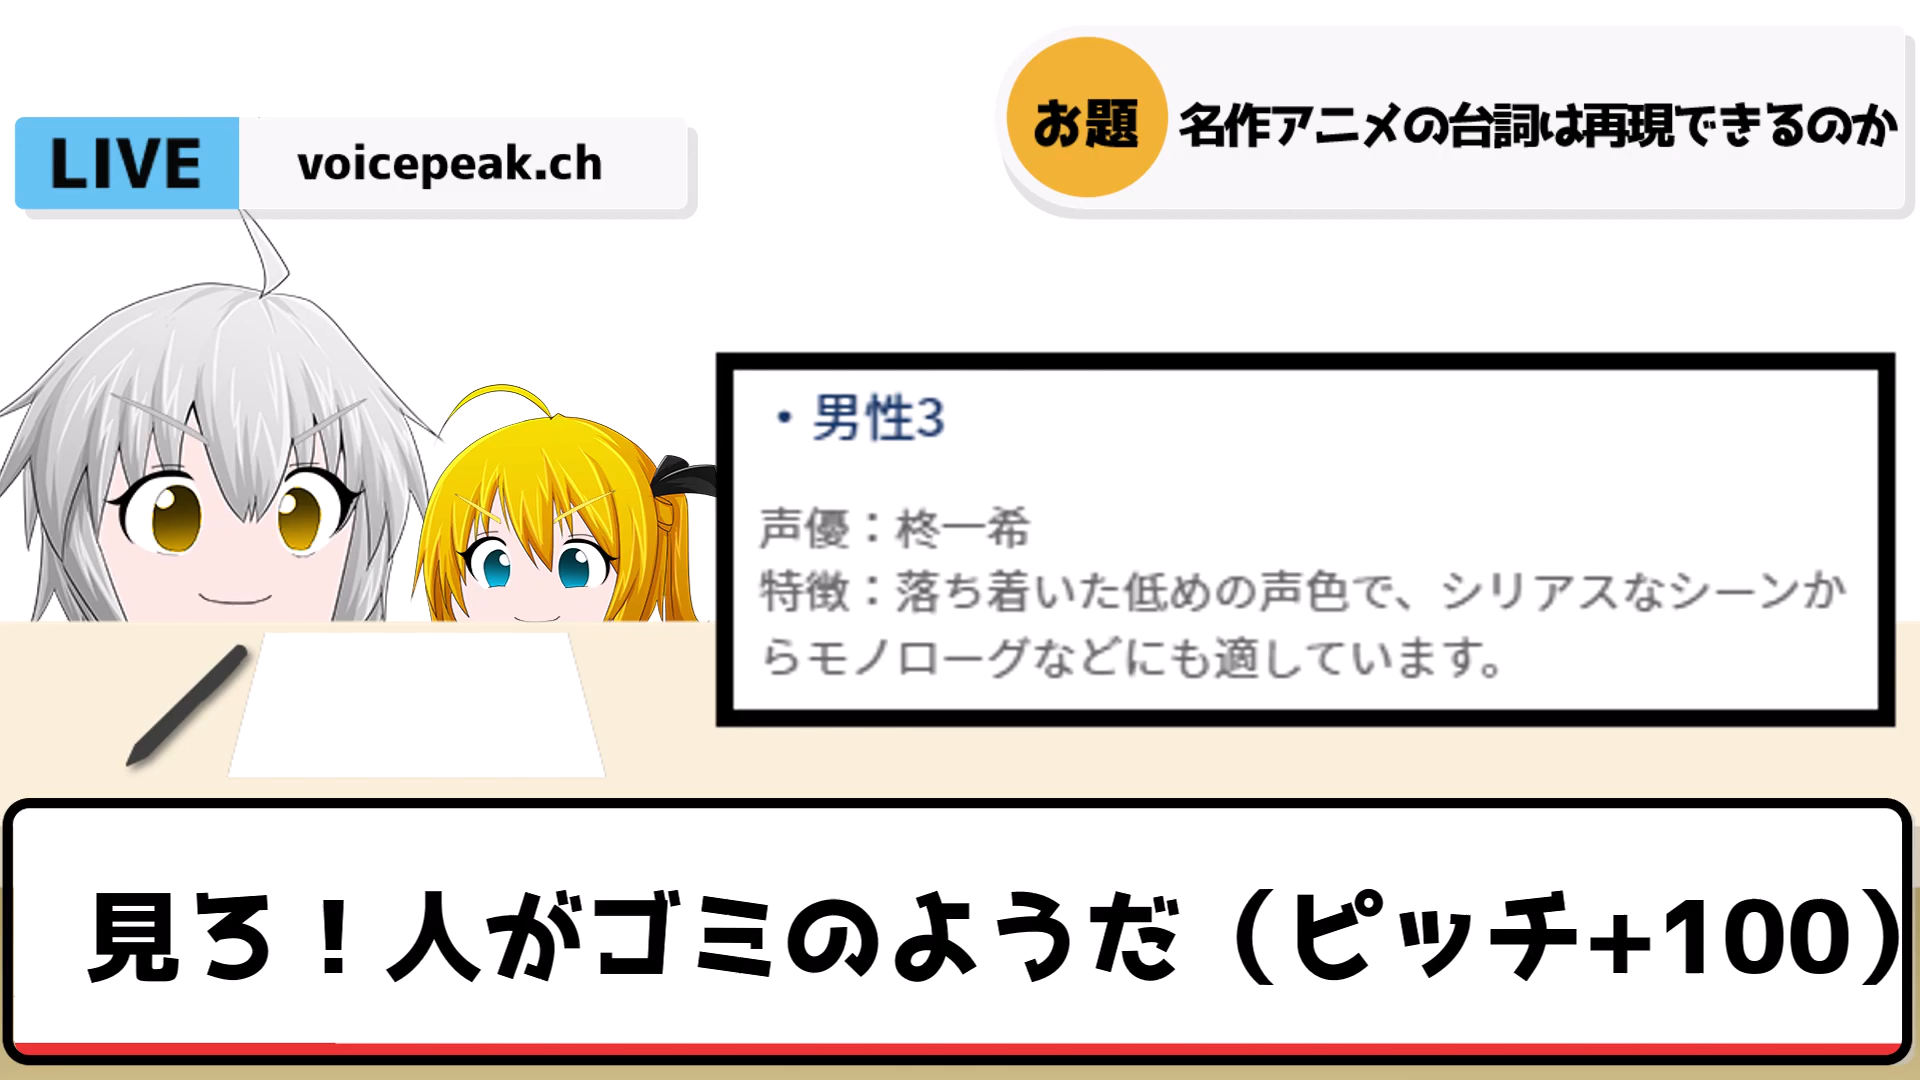 LIVE voicepeak.ch
お題 名作アニメの台詞は再現できるのか
・男性3
声優：柊一希
特徴：落ち着いた低めの声色で、シリアスなシーンか
らモノローグなどにも適しています。
見ろ！人がゴミのようだ（ピッチ+100）